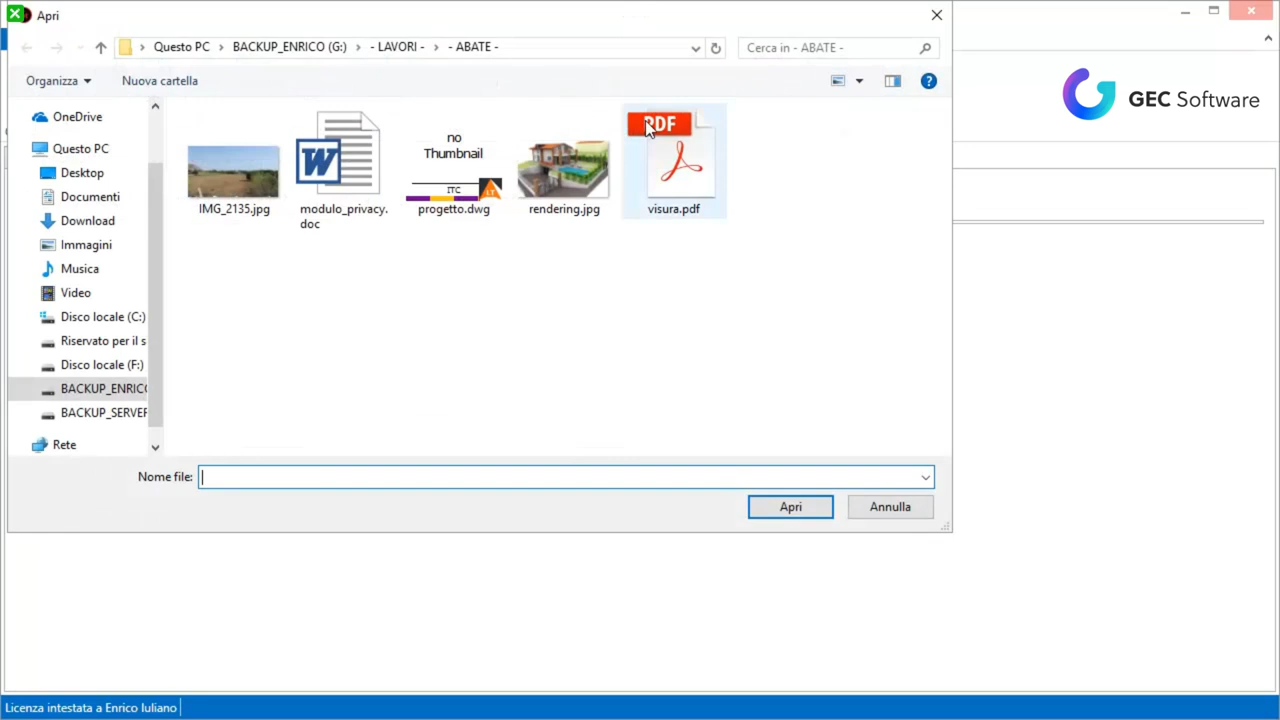 Apri
Questo PC > BACKUP_ENRICO (G:) > - LAVORI - > - ABATE -
Cerca in - ABATE -
Organizza
Nuova cartella
GEC Software
OneDrive
Questo PC
Desktop
Documenti
Download
Immagini
Musica
Video
Disco locale (C:)
Riservato per il s
Disco locale (F:)
BACKUP_ENRICO
BACKUP_SERVER
Rete
IMG_2135.jpg
W
modulo_privacy.
doc
no
Thumbnail
ITC
LT
progetto.dwg
rendering.jpg
PDF
visura.pdf
Nome file:
Apri
Annulla
Licenza intestata a Enrico Iuliano